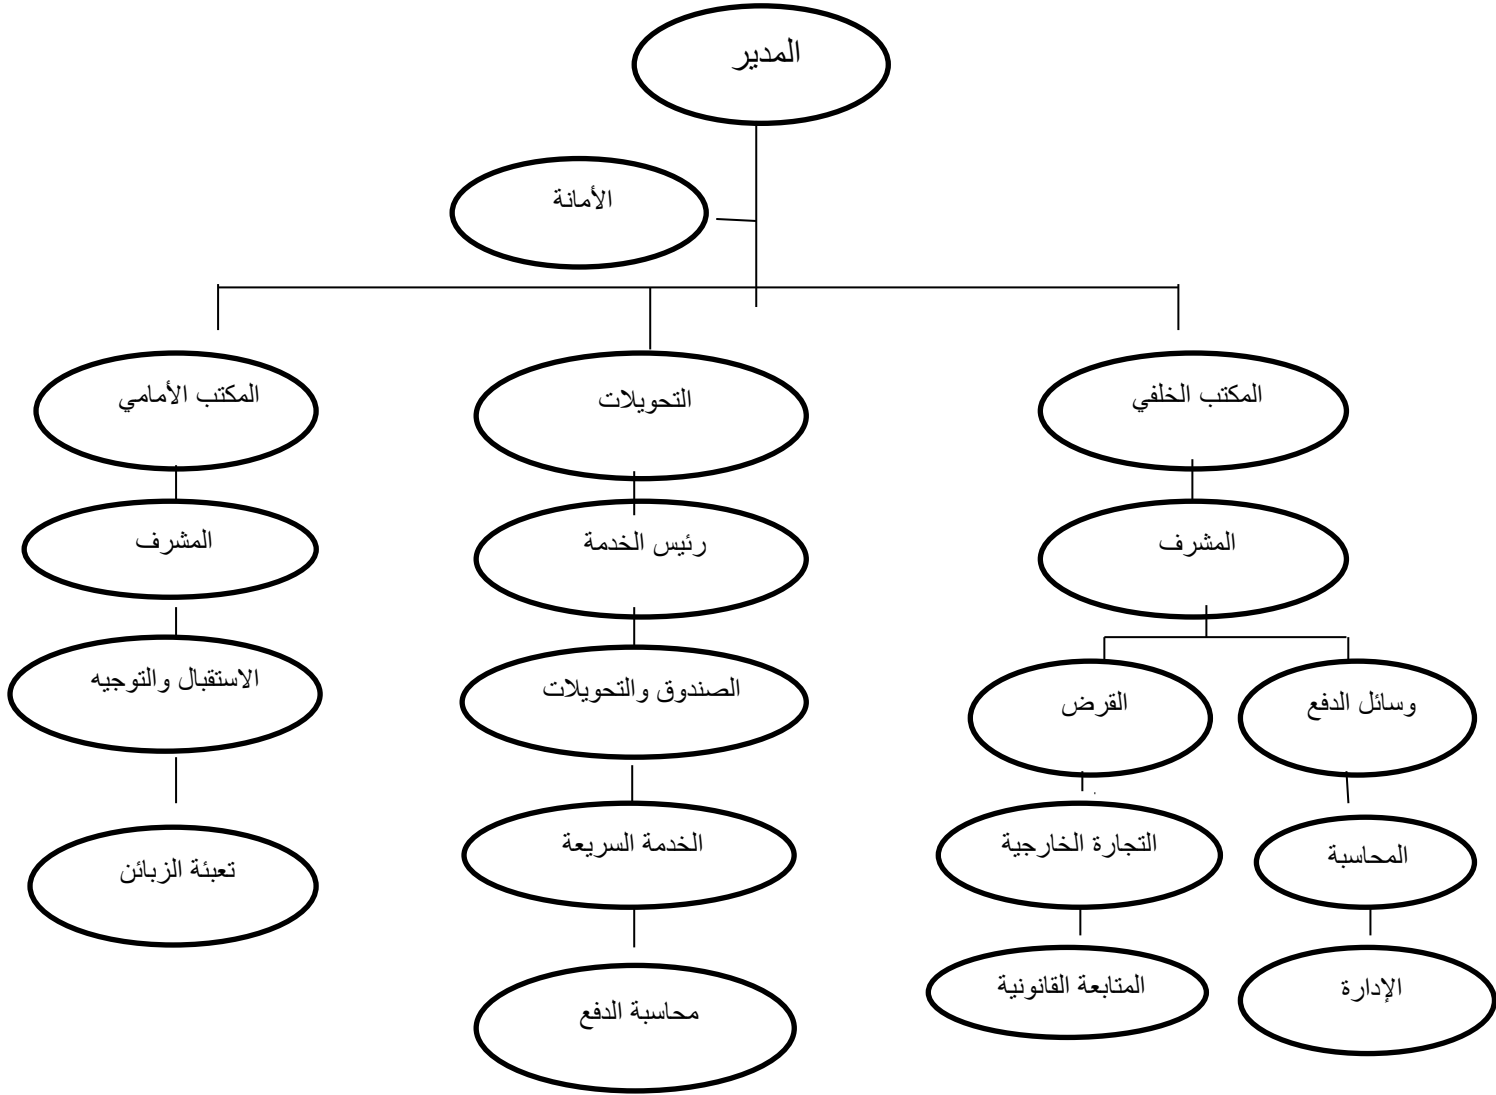 المدير
الأمانة
المكتب الخلفي
التحويلات
المكتب الأمامي
المشرف
رئيس الخدمة
المشرف
وسائل الدفع
القرض
الصندوق والتحويلات
الاستقبال والتوجيه
المحاسبة
التجارة الخارجية
الخدمة السريعة
تعبئة الزبائن
الإدارة
المتابعة القانونية
محاسبة الدفع